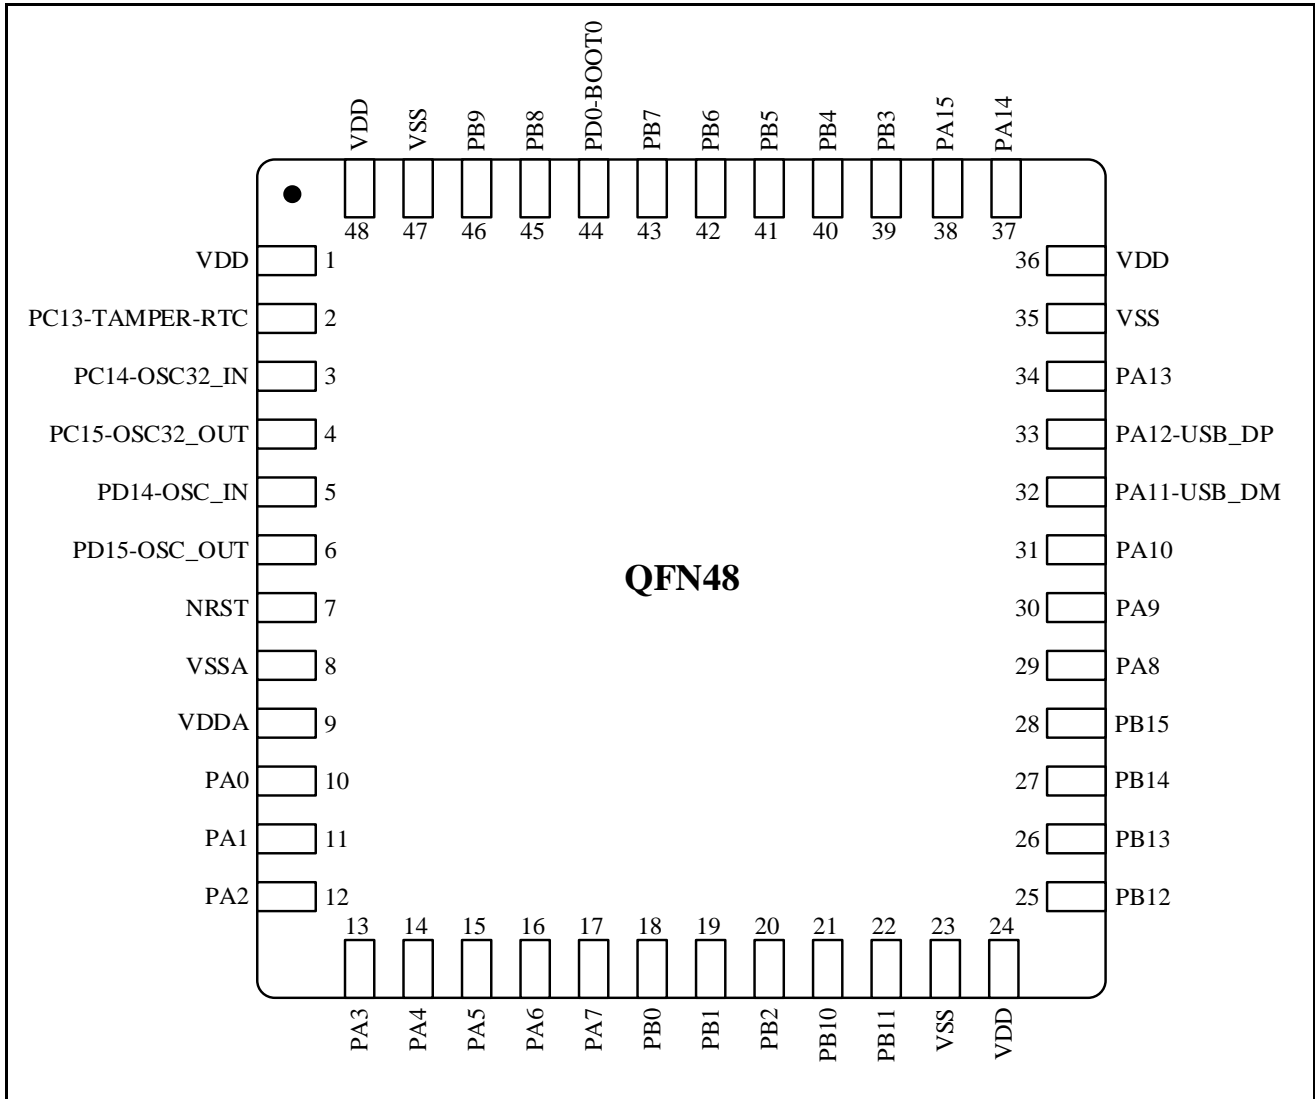 VDD VSS PB9 PB8 PD0-BOOT0 PB7 PB6 PB5 PB4 PB3 PA15 PA14
48 47 46 45 44 43 42 41 40 39 38 37
VDD 1 36 VDD
PC13-TAMPER-RTC 2 35 VSS
PC14-OSC32_IN 3 34 PA13
PC15-OSC32_OUT 4 33 PA12-USB_DP
PD14-OSC_IN 5 32 PA11-USB_DM
PD15-OSC_OUT 6 31 PA10
QFN48
NRST 7 30 PA9
VSSA 8 29 PA8
VDDA 9 28 PB15
PA0 10 27 PB14
PA1 11 26 PB13
PA2 12 25 PB12
13 14 15 16 17 18 19 20 21 22 23 24
PA3 PA4 PA5 PA6 PA7 PB0 PB1 PB2 PB10 PB11 VSS VDD